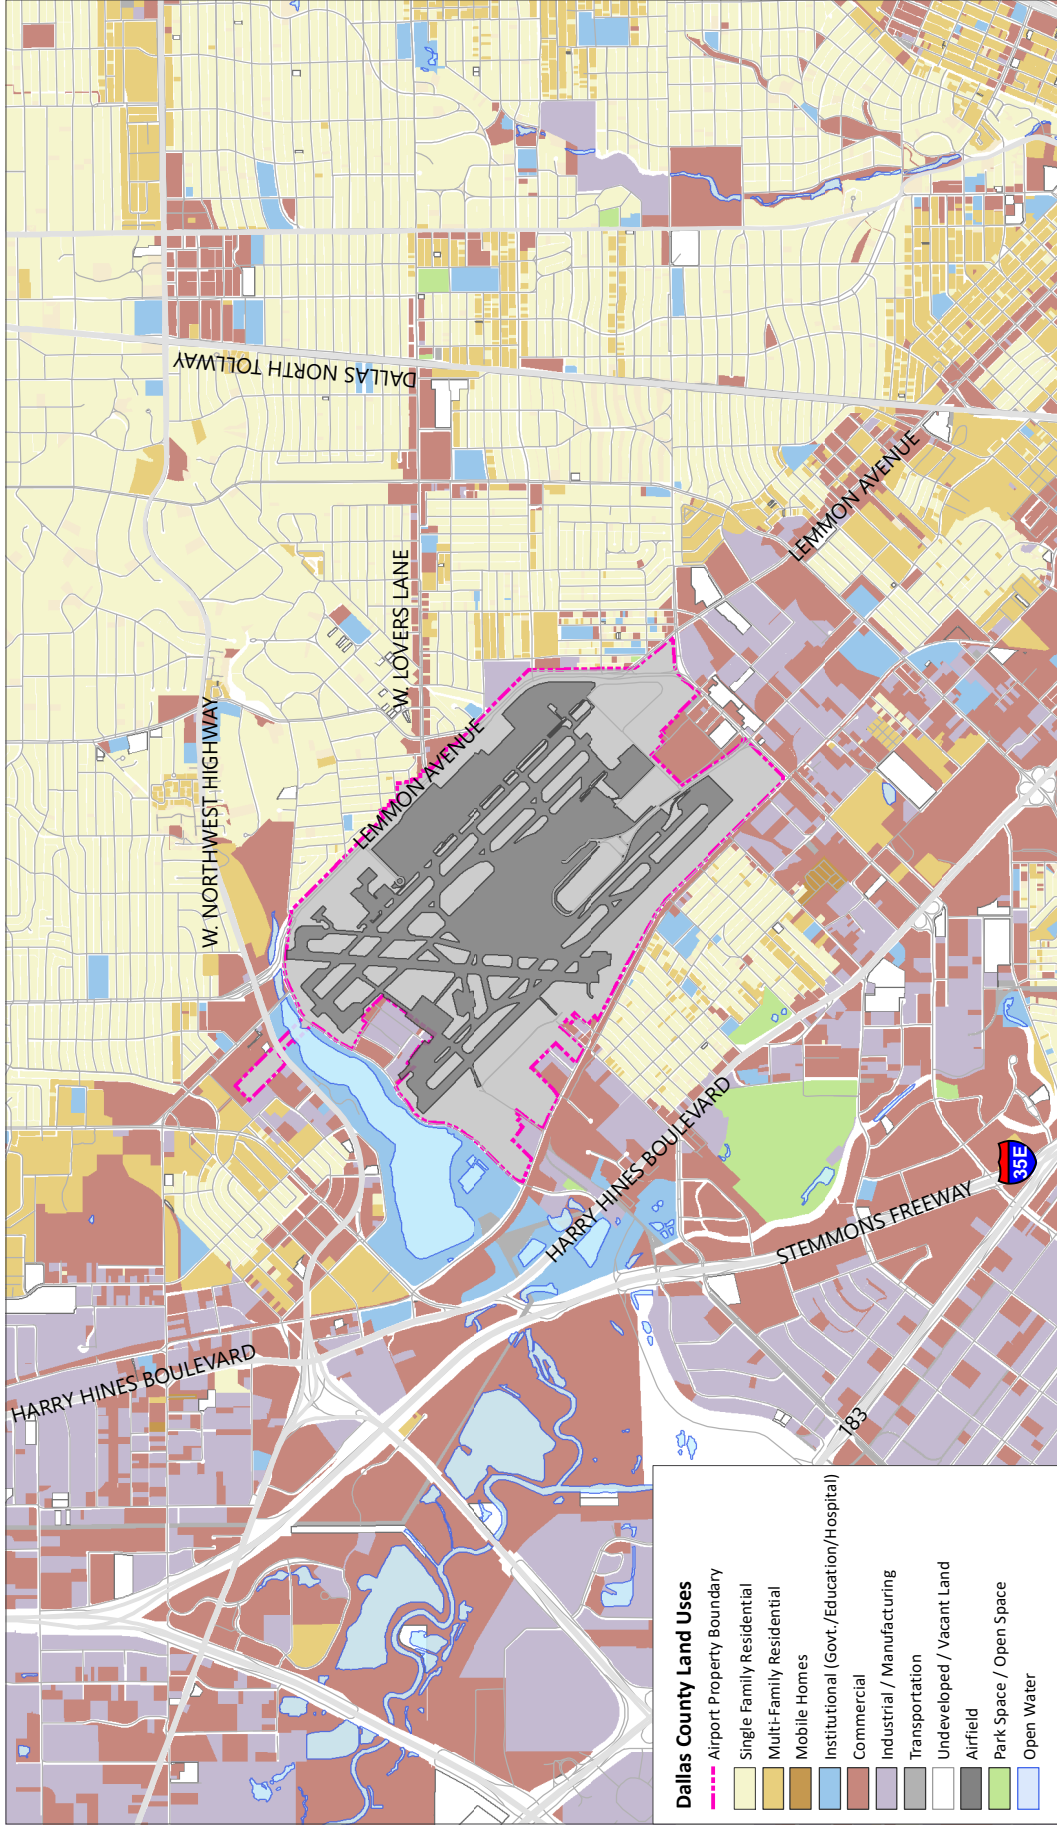 HARRY HINES BOULEVARD
W. NORTHWEST HIGHWAY
DALLAS NORTH TOLLWAY
W. LOVERS LANE
LEMMON AVENUE
LEMMON AVENUE
HARRY HINES BOULEVARD
STEMMONS FREEWAY
35E
183
Dallas County Land Uses
Airport Property Boundary
Single Family Residential
Multi-Family Residential
Mobile Homes
Institutional (Govt./Education/Hospital)
Commercial
Industrial / Manufacturing
Transportation
Undeveloped / Vacant Land
Airfield
Park Space / Open Space
Open Water